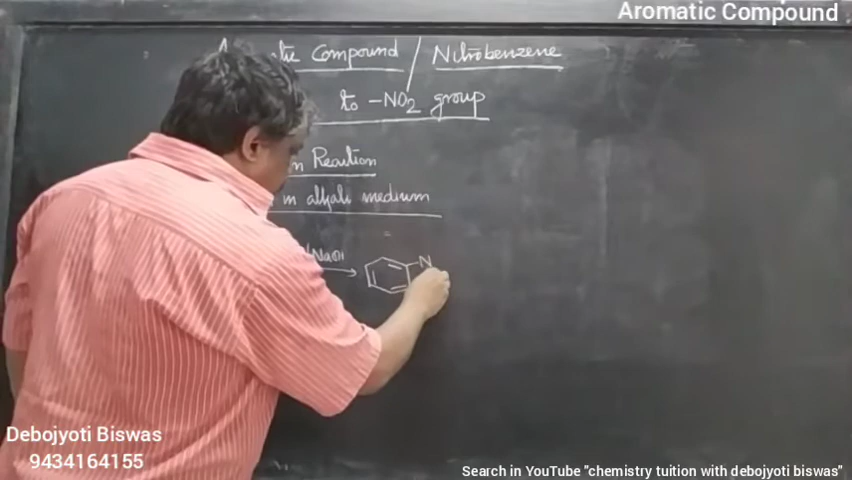 Aromatic Compound
Compound / Nitrobenzene
to -NO2 group
Reaction
in alkali medium
NaOH
N
Debojyoti Biswas
9434164155
Search in YouTube "chemistry tuition with debojyoti biswas"